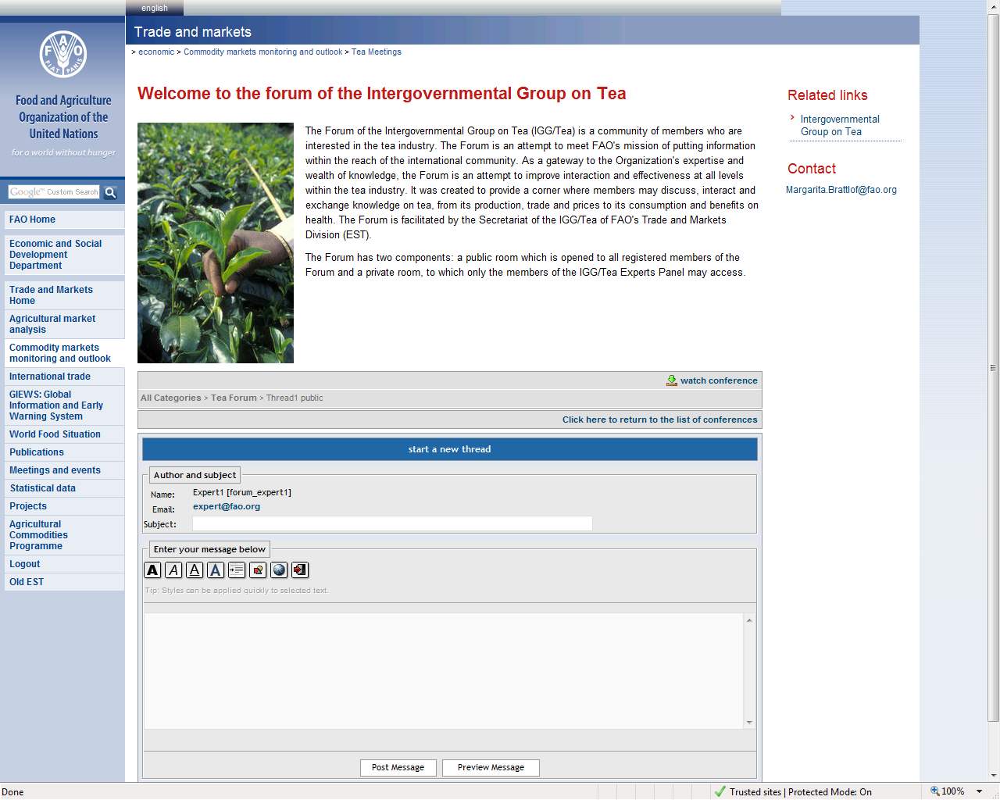 english
Trade and markets
> economic > Commodity markets monitoring and outlook > Tea Meetings
F A O
FIAT PANIS
Food and Agriculture
Organization of the
United Nations
for a world without hunger
Google™ Custom Search
FAO Home
Economic and Social
Development
Department
Trade and Markets
Home
Agricultural market
analysis
Commodity markets
monitoring and outlook
International trade
GIEWS: Global
Information and Early
Warning System
World Food Situation
Publications
Meetings and events
Statistical data
Projects
Agricultural
Commodities
Programme
Logout
Old EST
Welcome to the forum of the Intergovernmental Group on Tea
The Forum of the Intergovernmental Group on Tea (IGG/Tea) is a community of members who are
interested in the tea industry. The Forum is an attempt to meet FAO's mission of putting information
within the reach of the international community. As a gateway to the Organization's expertise and
wealth of knowledge, the Forum is an attempt to improve interaction and effectiveness at all levels
within the tea industry. It was created to provide a corner where members may discuss, interact and
exchange knowledge on tea, from its production, trade and prices to its consumption and benefits on
health. The Forum is facilitated by the Secretariat of the IGG/Tea of FAO's Trade and Markets
Division (EST).
The Forum has two components: a public room which is opened to all registered members of the
Forum and a private room, to which only the members of the IGG/Tea Experts Panel may access.
Related links
Intergovernmental
Group on Tea
Contact
Margarita.Brattlof@fao.org
watch conference
All Categories > Tea Forum > Thread1 public
Click here to return to the list of conferences
start a new thread
Author and subject
Name: Expert1 [forum_expert1]
Email: expert@fao.org
Subject:
Enter your message below
A A A A
Tip: Styles can be applied quickly to selected text.
Post Message Preview Message
Done Trusted sites | Protected Mode: On 100%